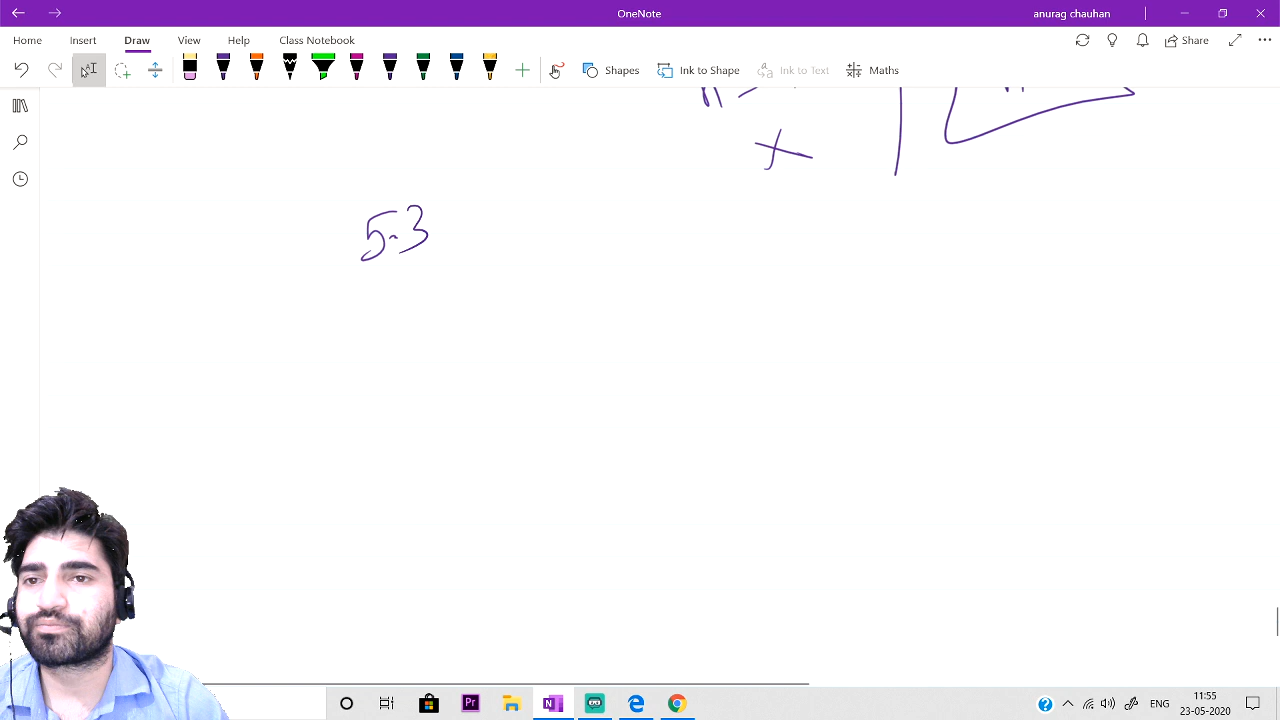 OneNote
anurag chauhan
Home Insert Draw View Help Class Notebook
Share
Shapes Ink to Shape Ink to Text Maths
5.3
Pr
N
ENG
11:55
23-05-2020